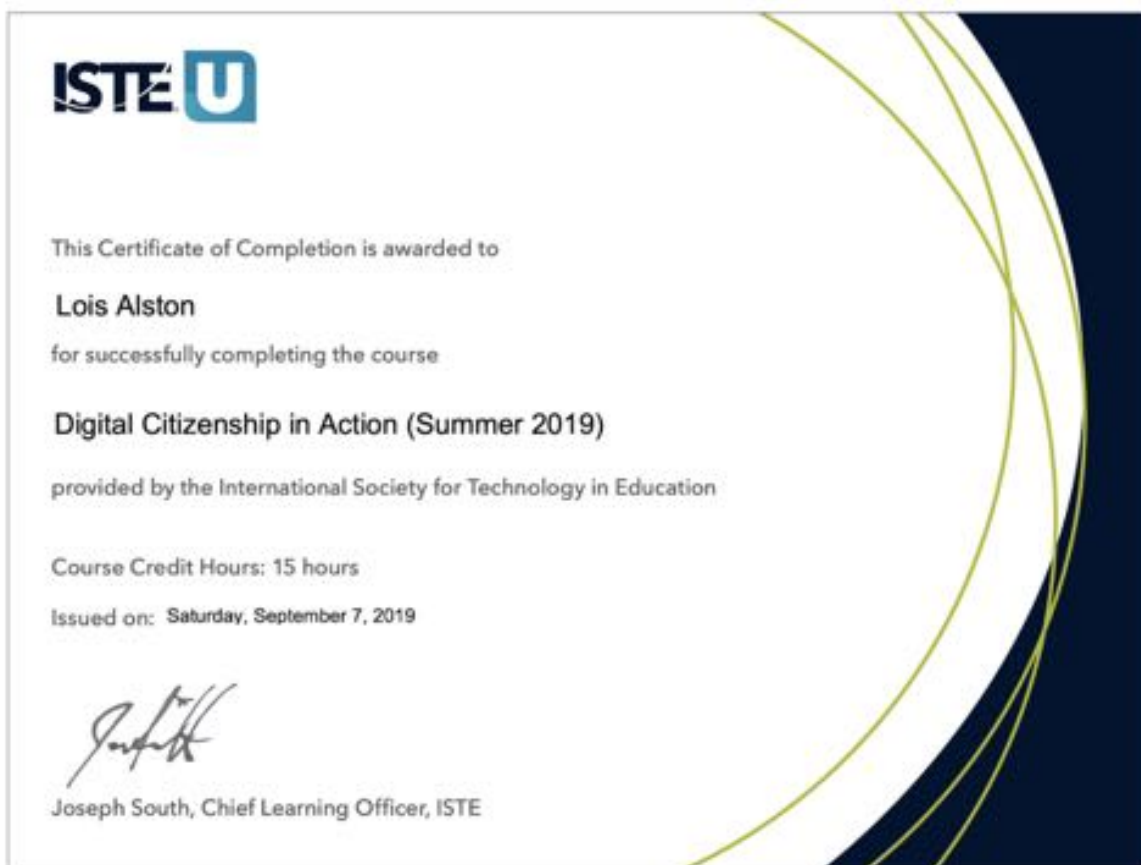 ISTE U
This Certificate of Completion is awarded to
Lois Alston
for successfully completing the course
Digital Citizenship in Action (Summer 2019)
provided by the International Society for Technology in Education
Course Credit Hours: 15 hours
Issued on: Saturday, September 7, 2019
Joseph South, Chief Learning Officer, ISTE